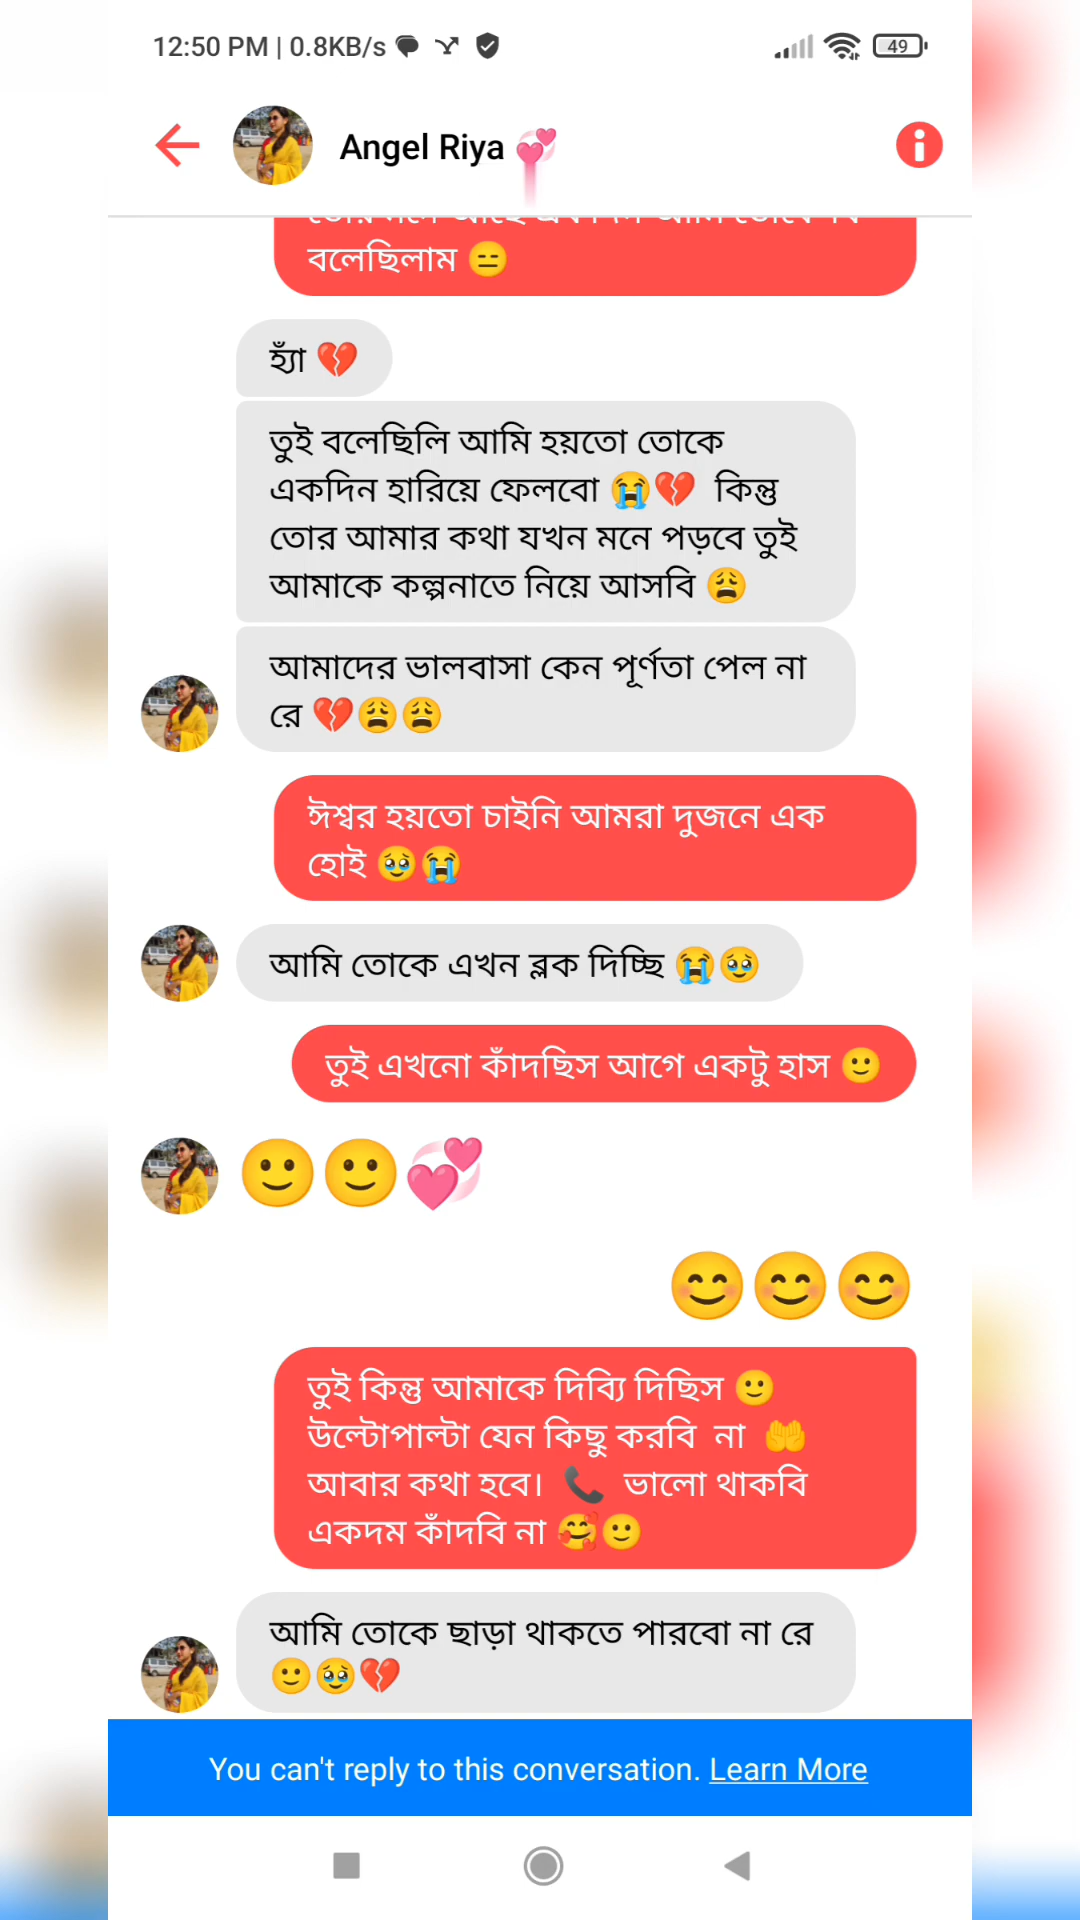 12:50 PM | 0.8KB/s
49
Angel Riya 💞
বলেছিলাম 😑
হ্যাঁ 💔
তুই বলেছিলি আমি হয়তো তোকে
একদিন হারিয়ে ফেলবো 😭💔 কিন্তু
তোর আমার কথা যখন মনে পড়বে তুই
আমাকে কল্পনাতে নিয়ে আসবি 😩
আমাদের ভালবাসা কেন পূর্ণতা পেল না
রে 💔😩😩
ঈশ্বর হয়তো চাইনি আমরা দুজনে এক
হোই 🥹😭
আমি তোকে এখন ব্লক দিচ্ছি 😭🥹
তুই এখনো কাঁদছিস আগে একটু হাস 🙂
🙂🙂💞
😊😊😊
তুই কিন্তু আমাকে দিব্যি দিছিস 🙂
উল্টোপাল্টা যেন কিছু করবি না 🤲
আবার কথা হবে। 📞 ভালো থাকবি
একদম কাঁদবি না 🥰🙂
আমি তোকে ছাড়া থাকতে পারবো না রে
🙂🥹💔
You can't reply to this conversation. Learn More